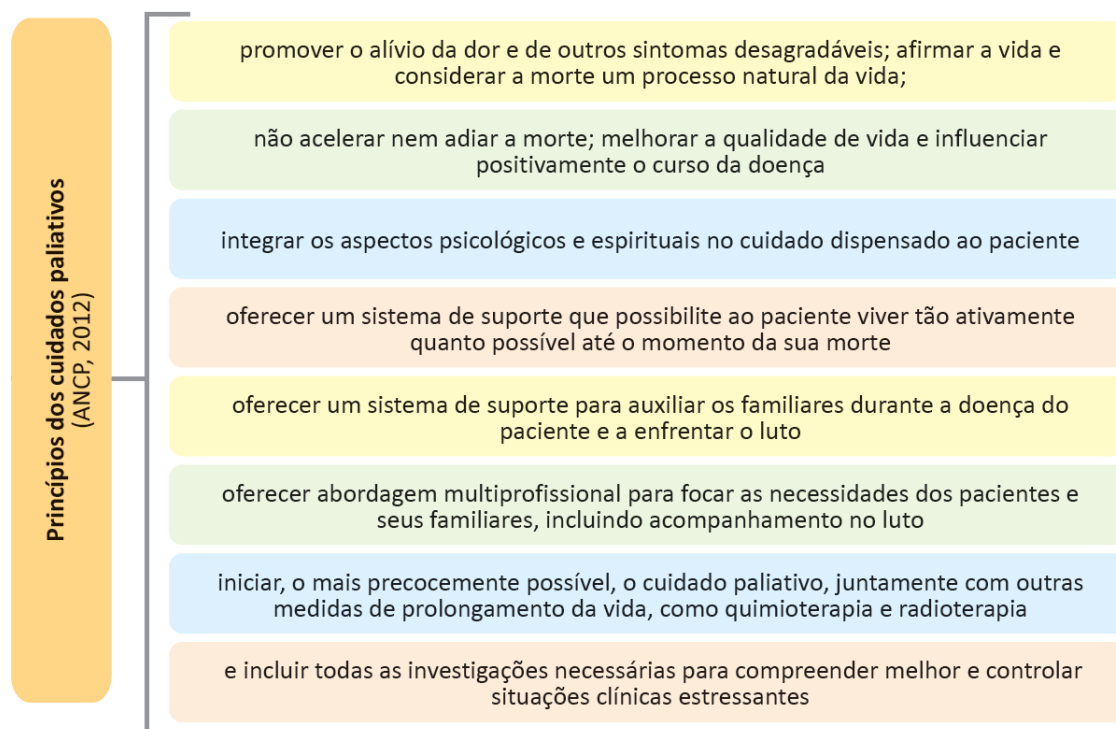 Princípios dos cuidados paliativos
(ANCP, 2012)
promover o alívio da dor e de outros sintomas desagradáveis; afirmar a vida e
considerar a morte um processo natural da vida;
não acelerar nem adiar a morte; melhorar a qualidade de vida e influenciar
positivamente o curso da doença
integrar os aspectos psicológicos e espirituais no cuidado dispensado ao paciente
oferecer um sistema de suporte que possibilite ao paciente viver tão ativamente
quanto possível até o momento da sua morte
oferecer um sistema de suporte para auxiliar os familiares durante a doença do
paciente e a enfrentar o luto
oferecer abordagem multiprofissional para focar as necessidades dos pacientes e
seus familiares, incluindo acompanhamento no luto
iniciar, o mais precocemente possível, o cuidado paliativo, juntamente com outras
medidas de prolongamento da vida, como quimioterapia e radioterapia
e incluir todas as investigações necessárias para compreender melhor e controlar
situações clínicas estressantes